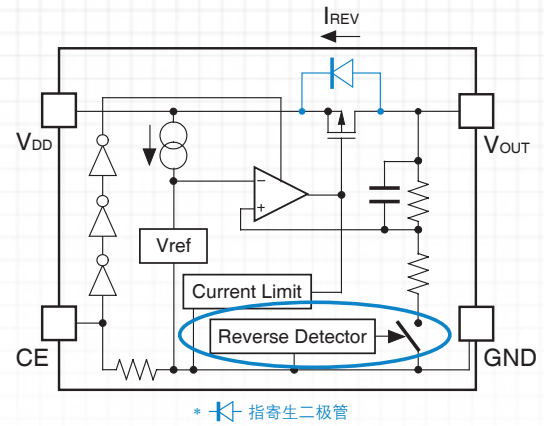 IREV
VDD
VOUT
−
+
Vref
Current Limit
Reverse Detector
CE
GND
* 指寄生二极管